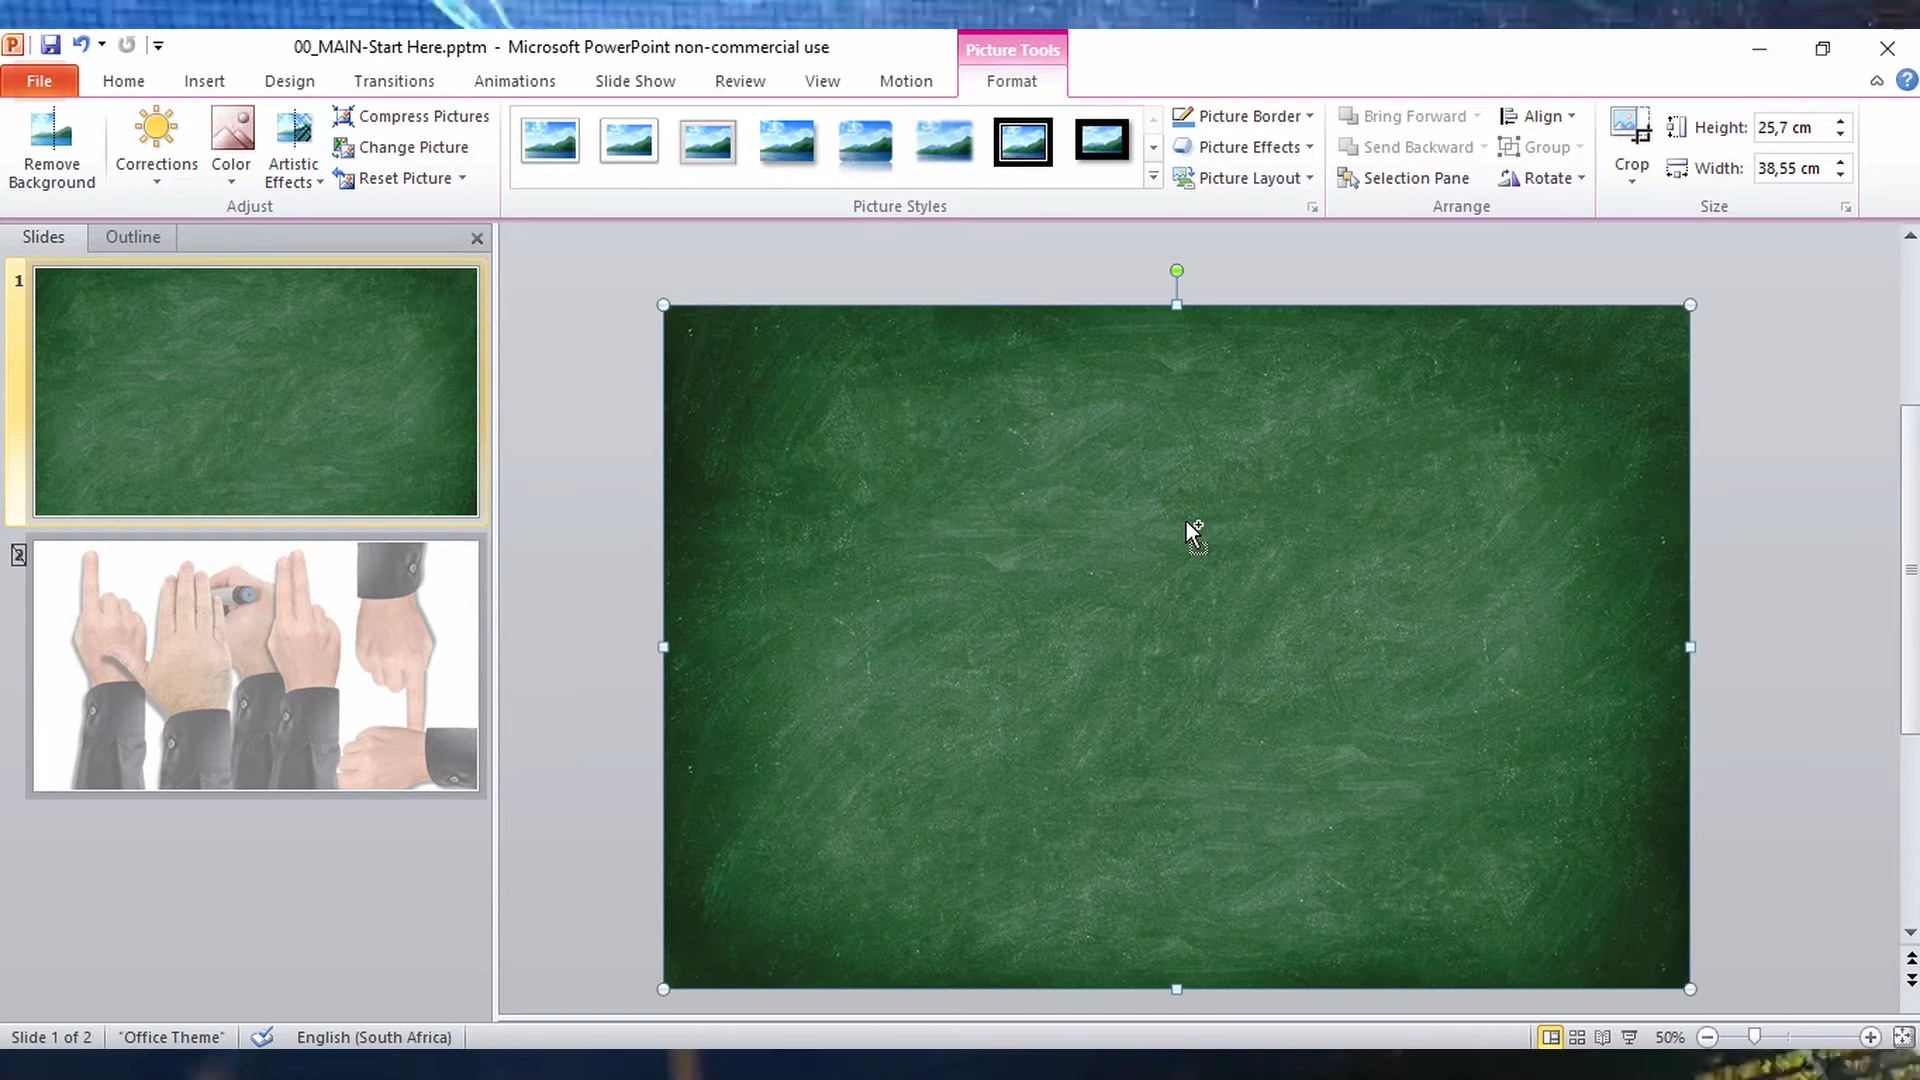 00_MAIN-Start Here.pptm - Microsoft PowerPoint non-commercial use
Picture Tools
File Home Insert Design Transitions Animations Slide Show Review View Motion Format
Remove Background
Corrections
Color
Artistic Effects
Compress Pictures
Change Picture
Reset Picture
Adjust
Picture Styles
Picture Border
Picture Effects
Picture Layout
Bring Forward
Send Backward
Selection Pane
Align
Group
Rotate
Arrange
Crop
Height: 25,7 cm
Width: 38,55 cm
Size
Slides Outline
1
2
Slide 1 of 2 "Office Theme" English (South Africa) 50%